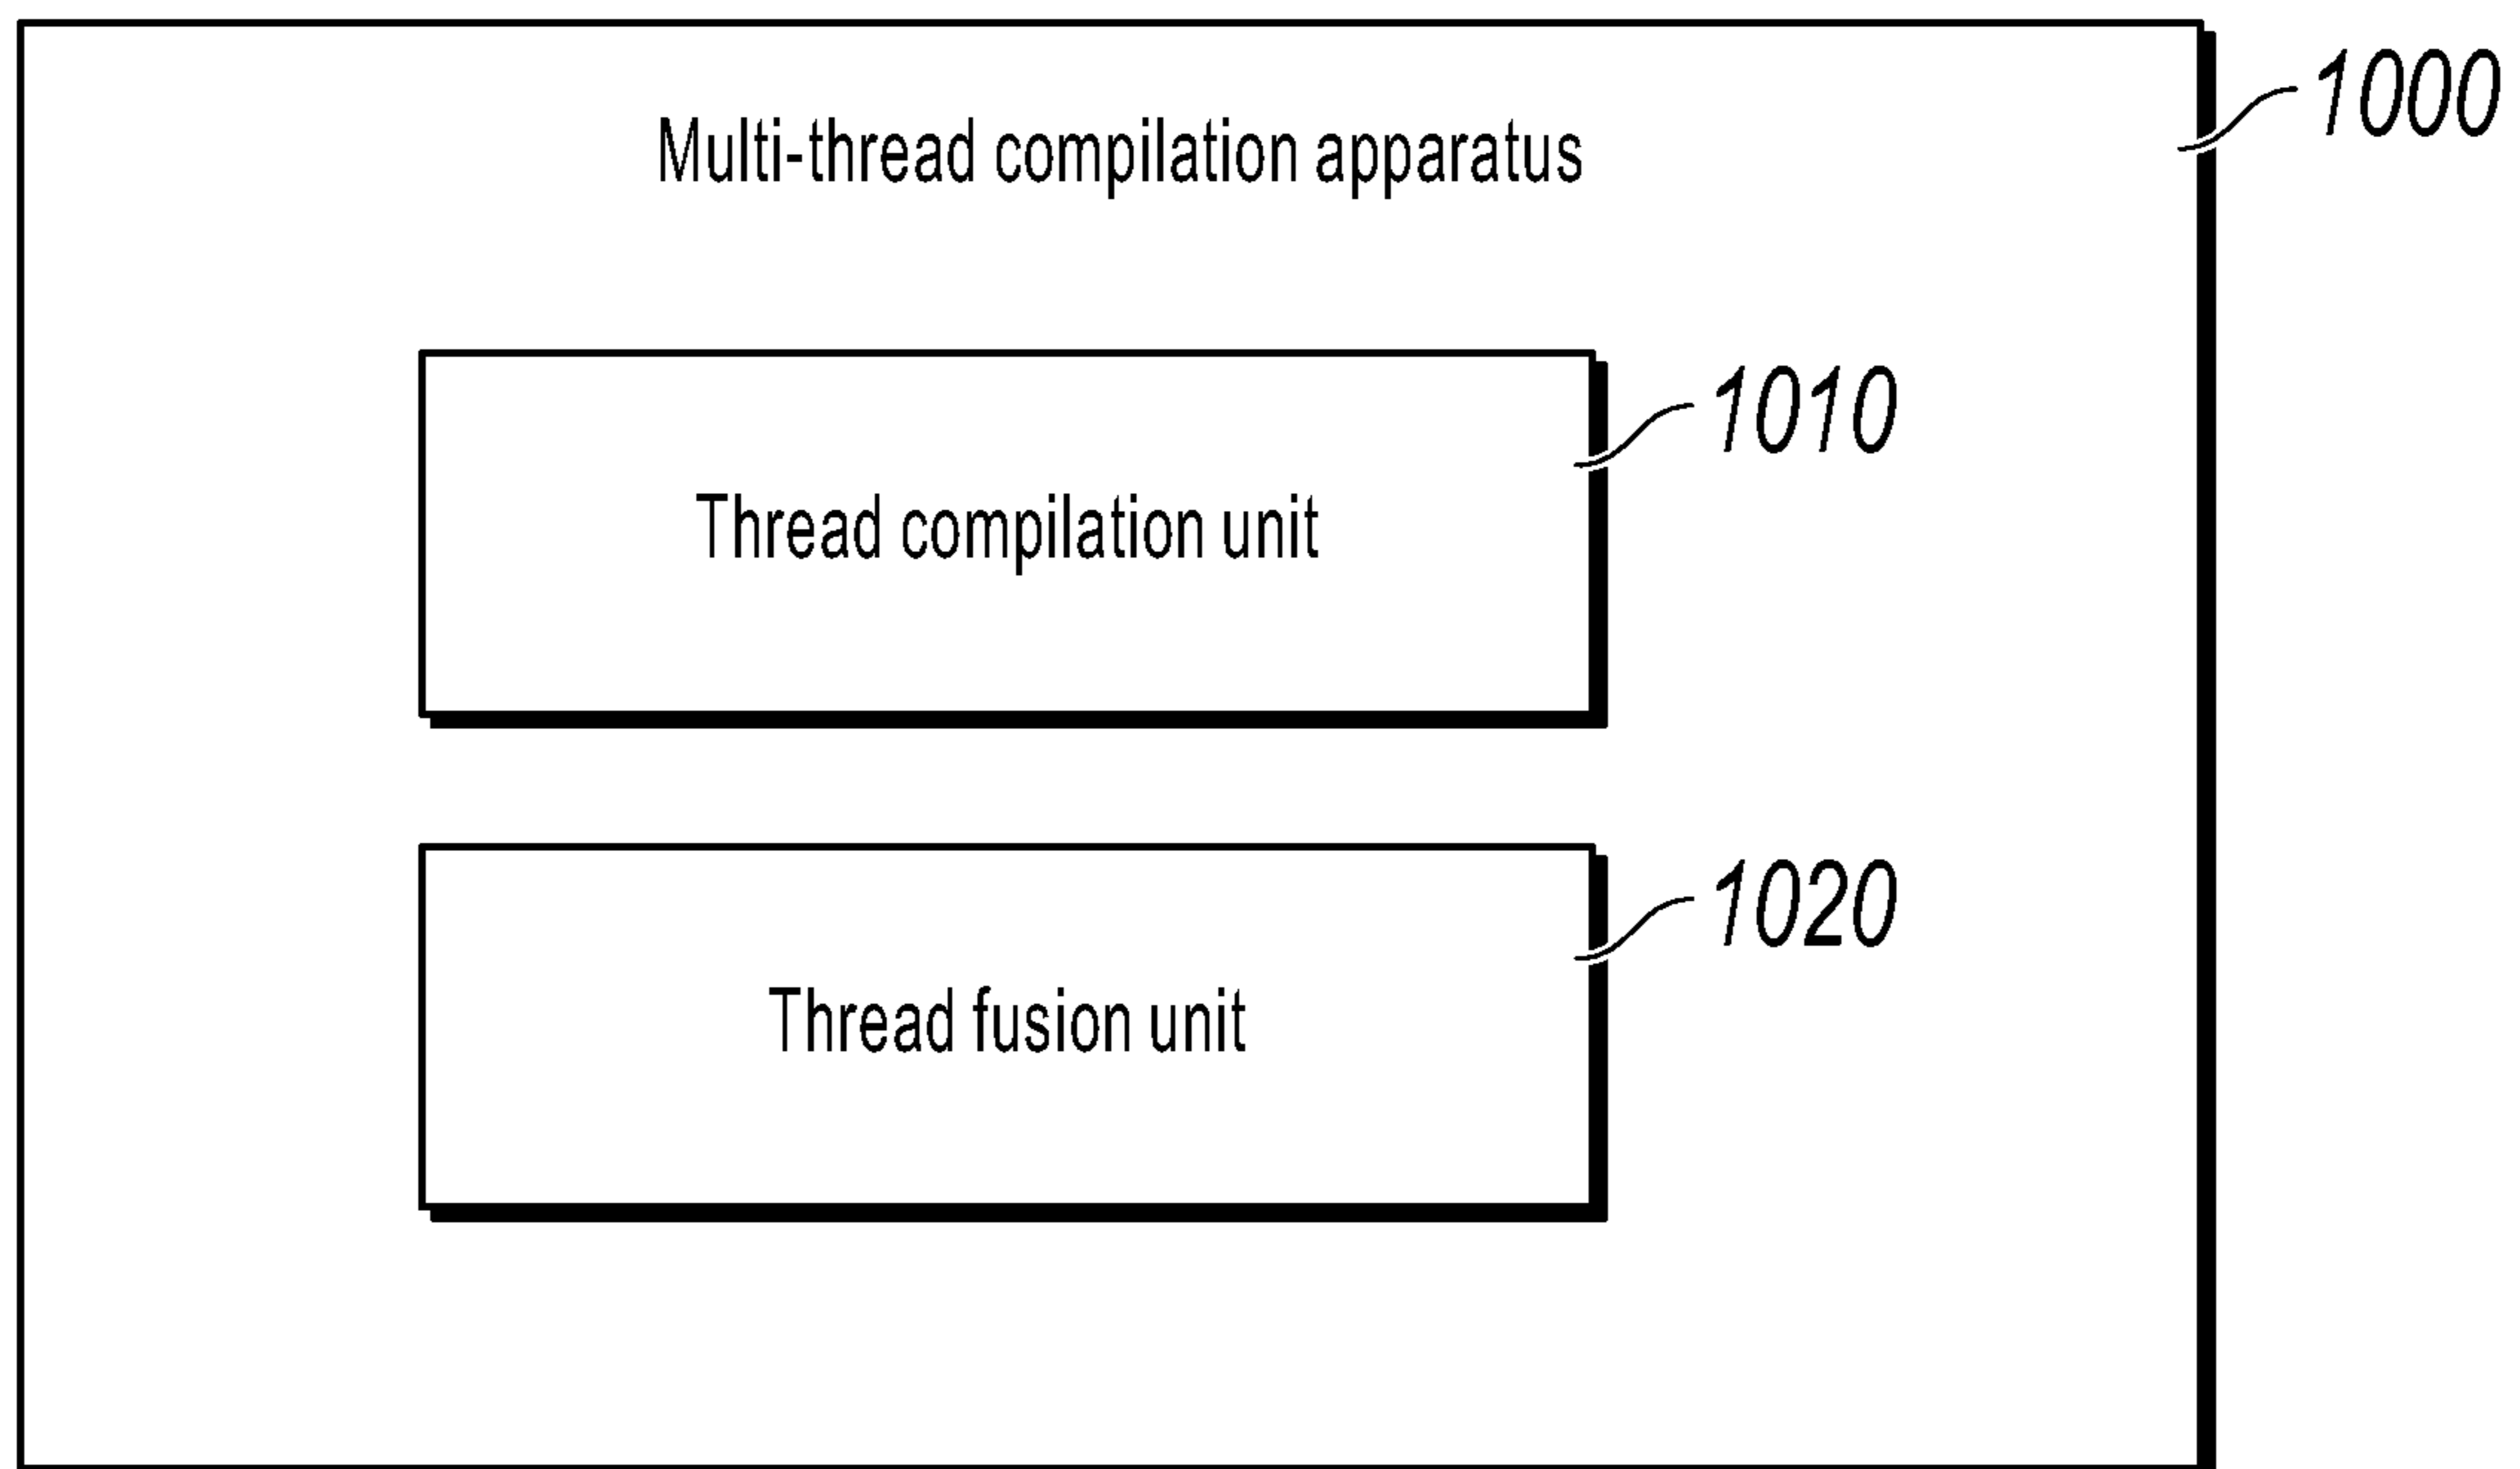 1000
Multi-thread compilation apparatus
1010
Thread compilation unit
1020
Thread fusion unit